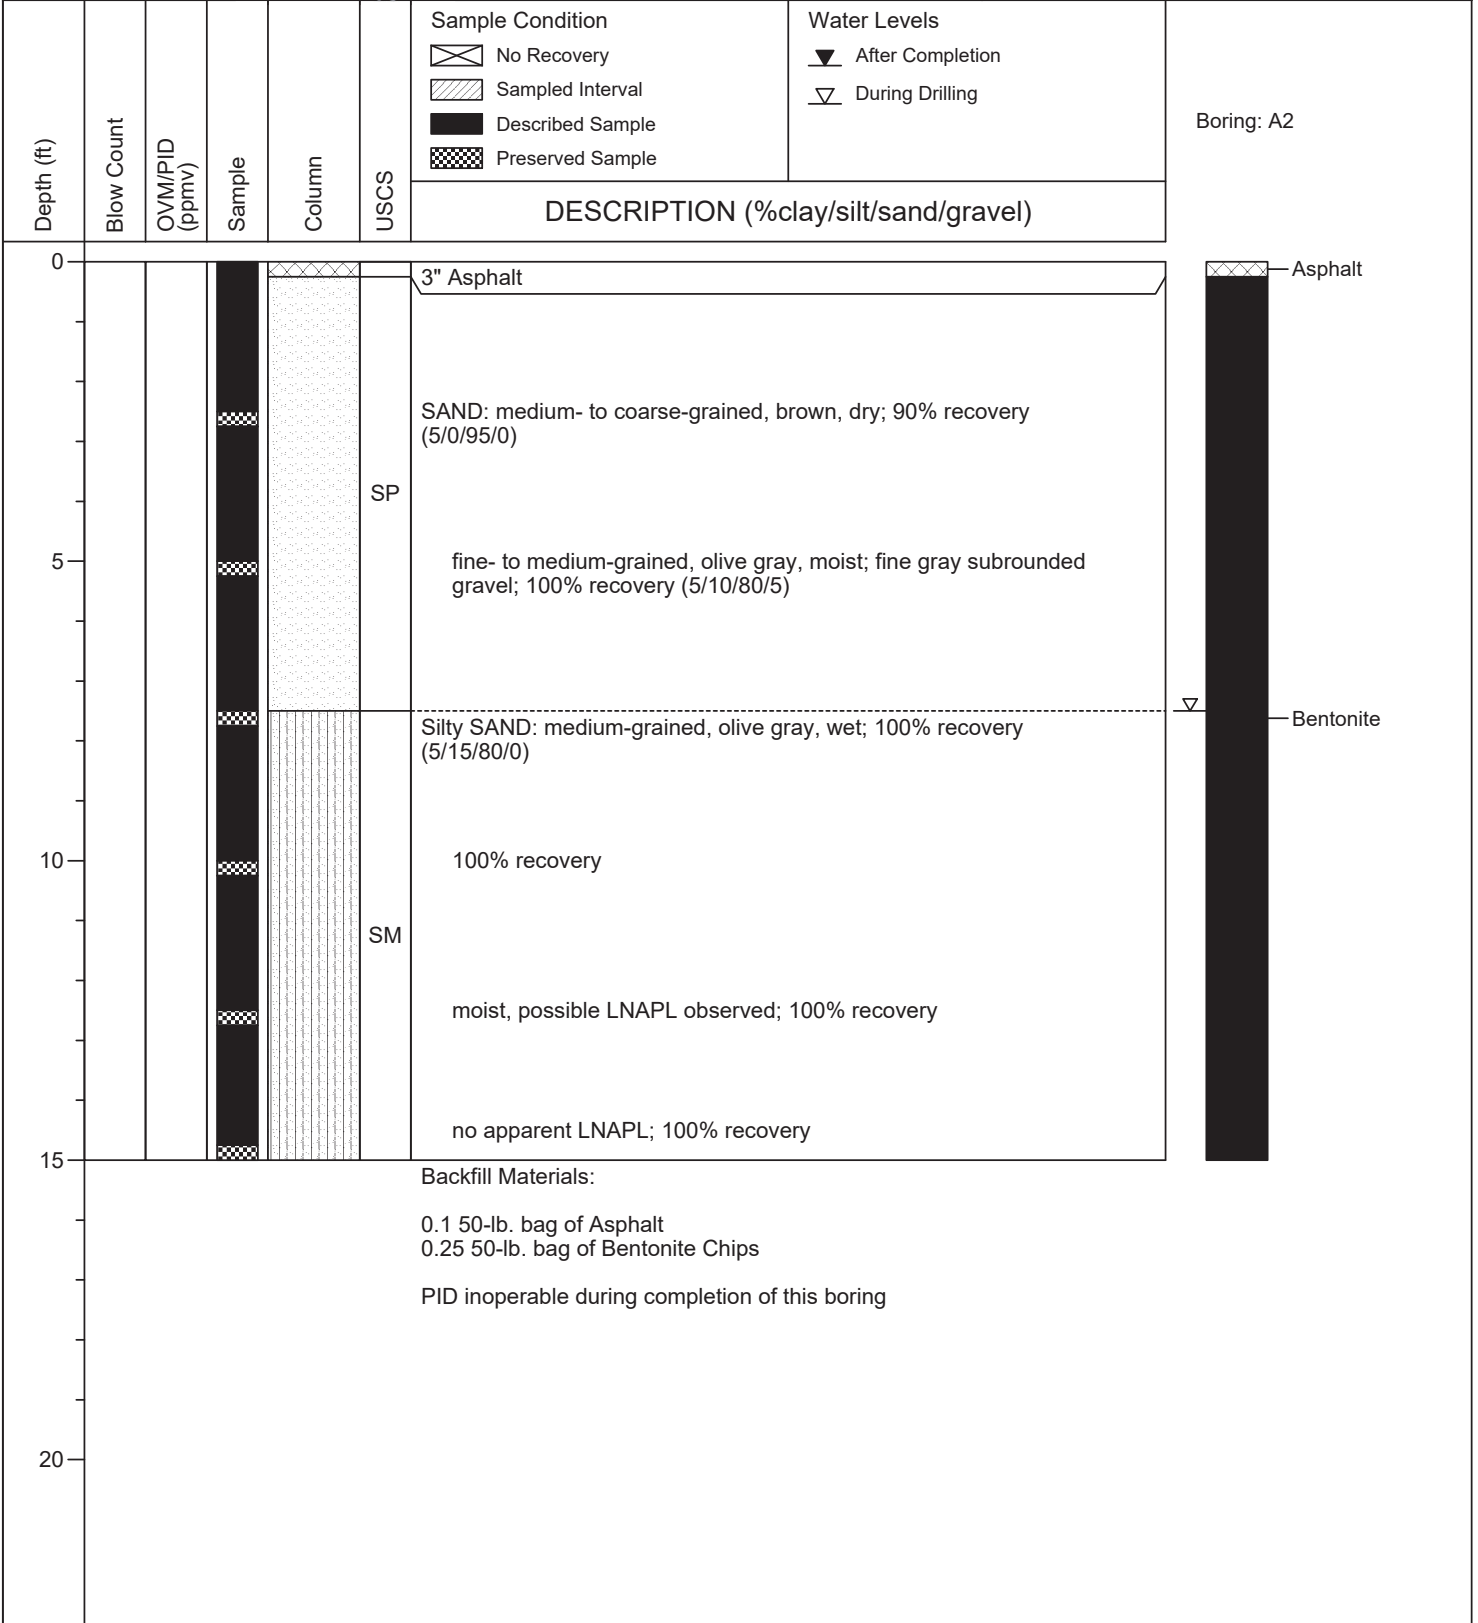 Sample Condition
No Recovery
Sampled Interval
Described Sample
Preserved Sample
Water Levels
After Completion
During Drilling
Boring: A2
Depth (ft)
Blow Count
OVM/PID
(ppmv)
Sample
Column
USCS
DESCRIPTION (%clay/silt/sand/gravel)
0
3" Asphalt
Asphalt
SAND: medium- to coarse-grained, brown, dry; 90% recovery
(5/0/95/0)
SP
5
fine- to medium-grained, olive gray, moist; fine gray subrounded
gravel; 100% recovery (5/10/80/5)
Silty SAND: medium-grained, olive gray, wet; 100% recovery
(5/15/80/0)
Bentonite
10
100% recovery
SM
moist, possible LNAPL observed; 100% recovery
no apparent LNAPL; 100% recovery
15
Backfill Materials:
0.1 50-lb. bag of Asphalt
0.25 50-lb. bag of Bentonite Chips
PID inoperable during completion of this boring
20